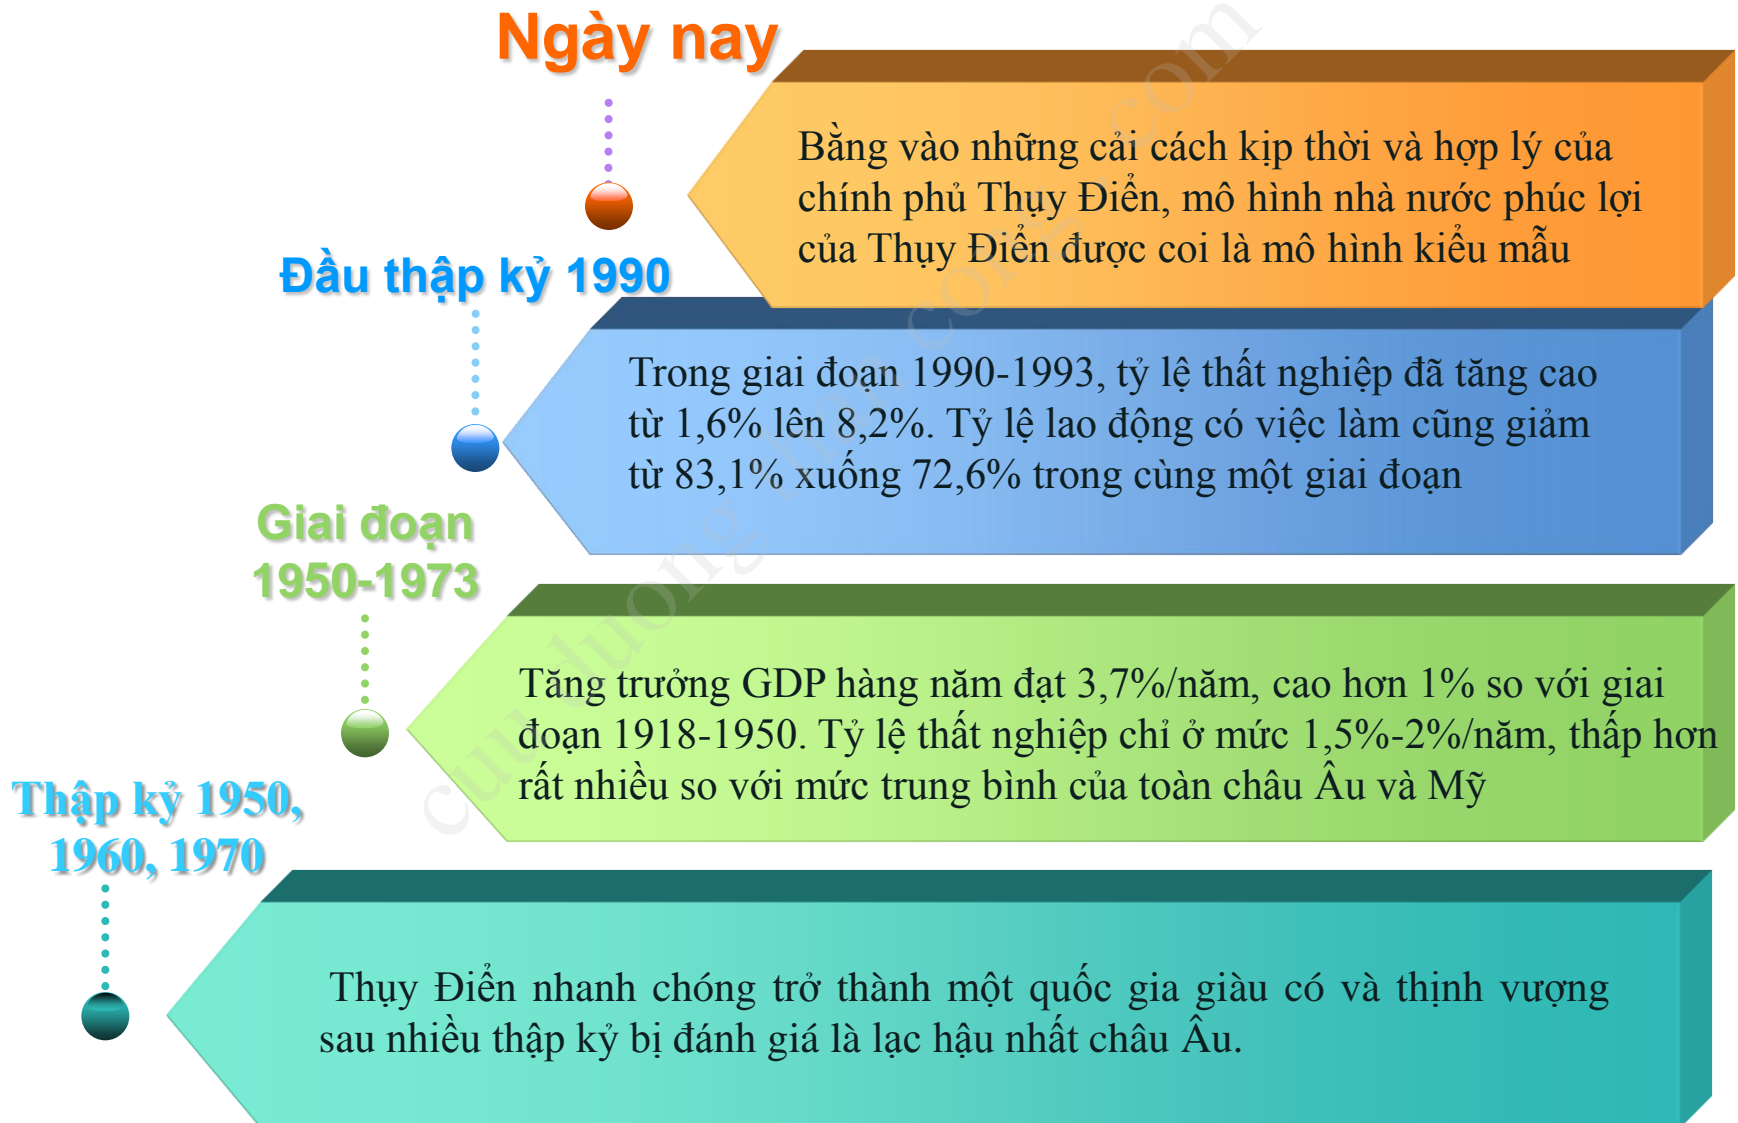 Ngày nay
Bằng vào những cải cách kịp thời và hợp lý của
chính phủ Thụy Điển, mô hình nhà nước phúc lợi
của Thụy Điển được coi là mô hình kiểu mẫu
Đầu thập kỷ 1990
Trong giai đoạn 1990-1993, tỷ lệ thất nghiệp đã tăng cao
từ 1,6% lên 8,2%. Tỷ lệ lao động có việc làm cũng giảm
từ 83,1% xuống 72,6% trong cùng một giai đoạn
Giai đoạn
1950-1973
Tăng trưởng GDP hàng năm đạt 3,7%/năm, cao hơn 1% so với giai
đoạn 1918-1950. Tỷ lệ thất nghiệp chỉ ở mức 1,5%-2%/năm, thấp hơn
rất nhiều so với mức trung bình của toàn châu Âu và Mỹ
Thập kỷ 1950,
1960, 1970
Thụy Điển nhanh chóng trở thành một quốc gia giàu có và thịnh vượng
sau nhiều thập kỷ bị đánh giá là lạc hậu nhất châu Âu.
cuu duong than cong . com